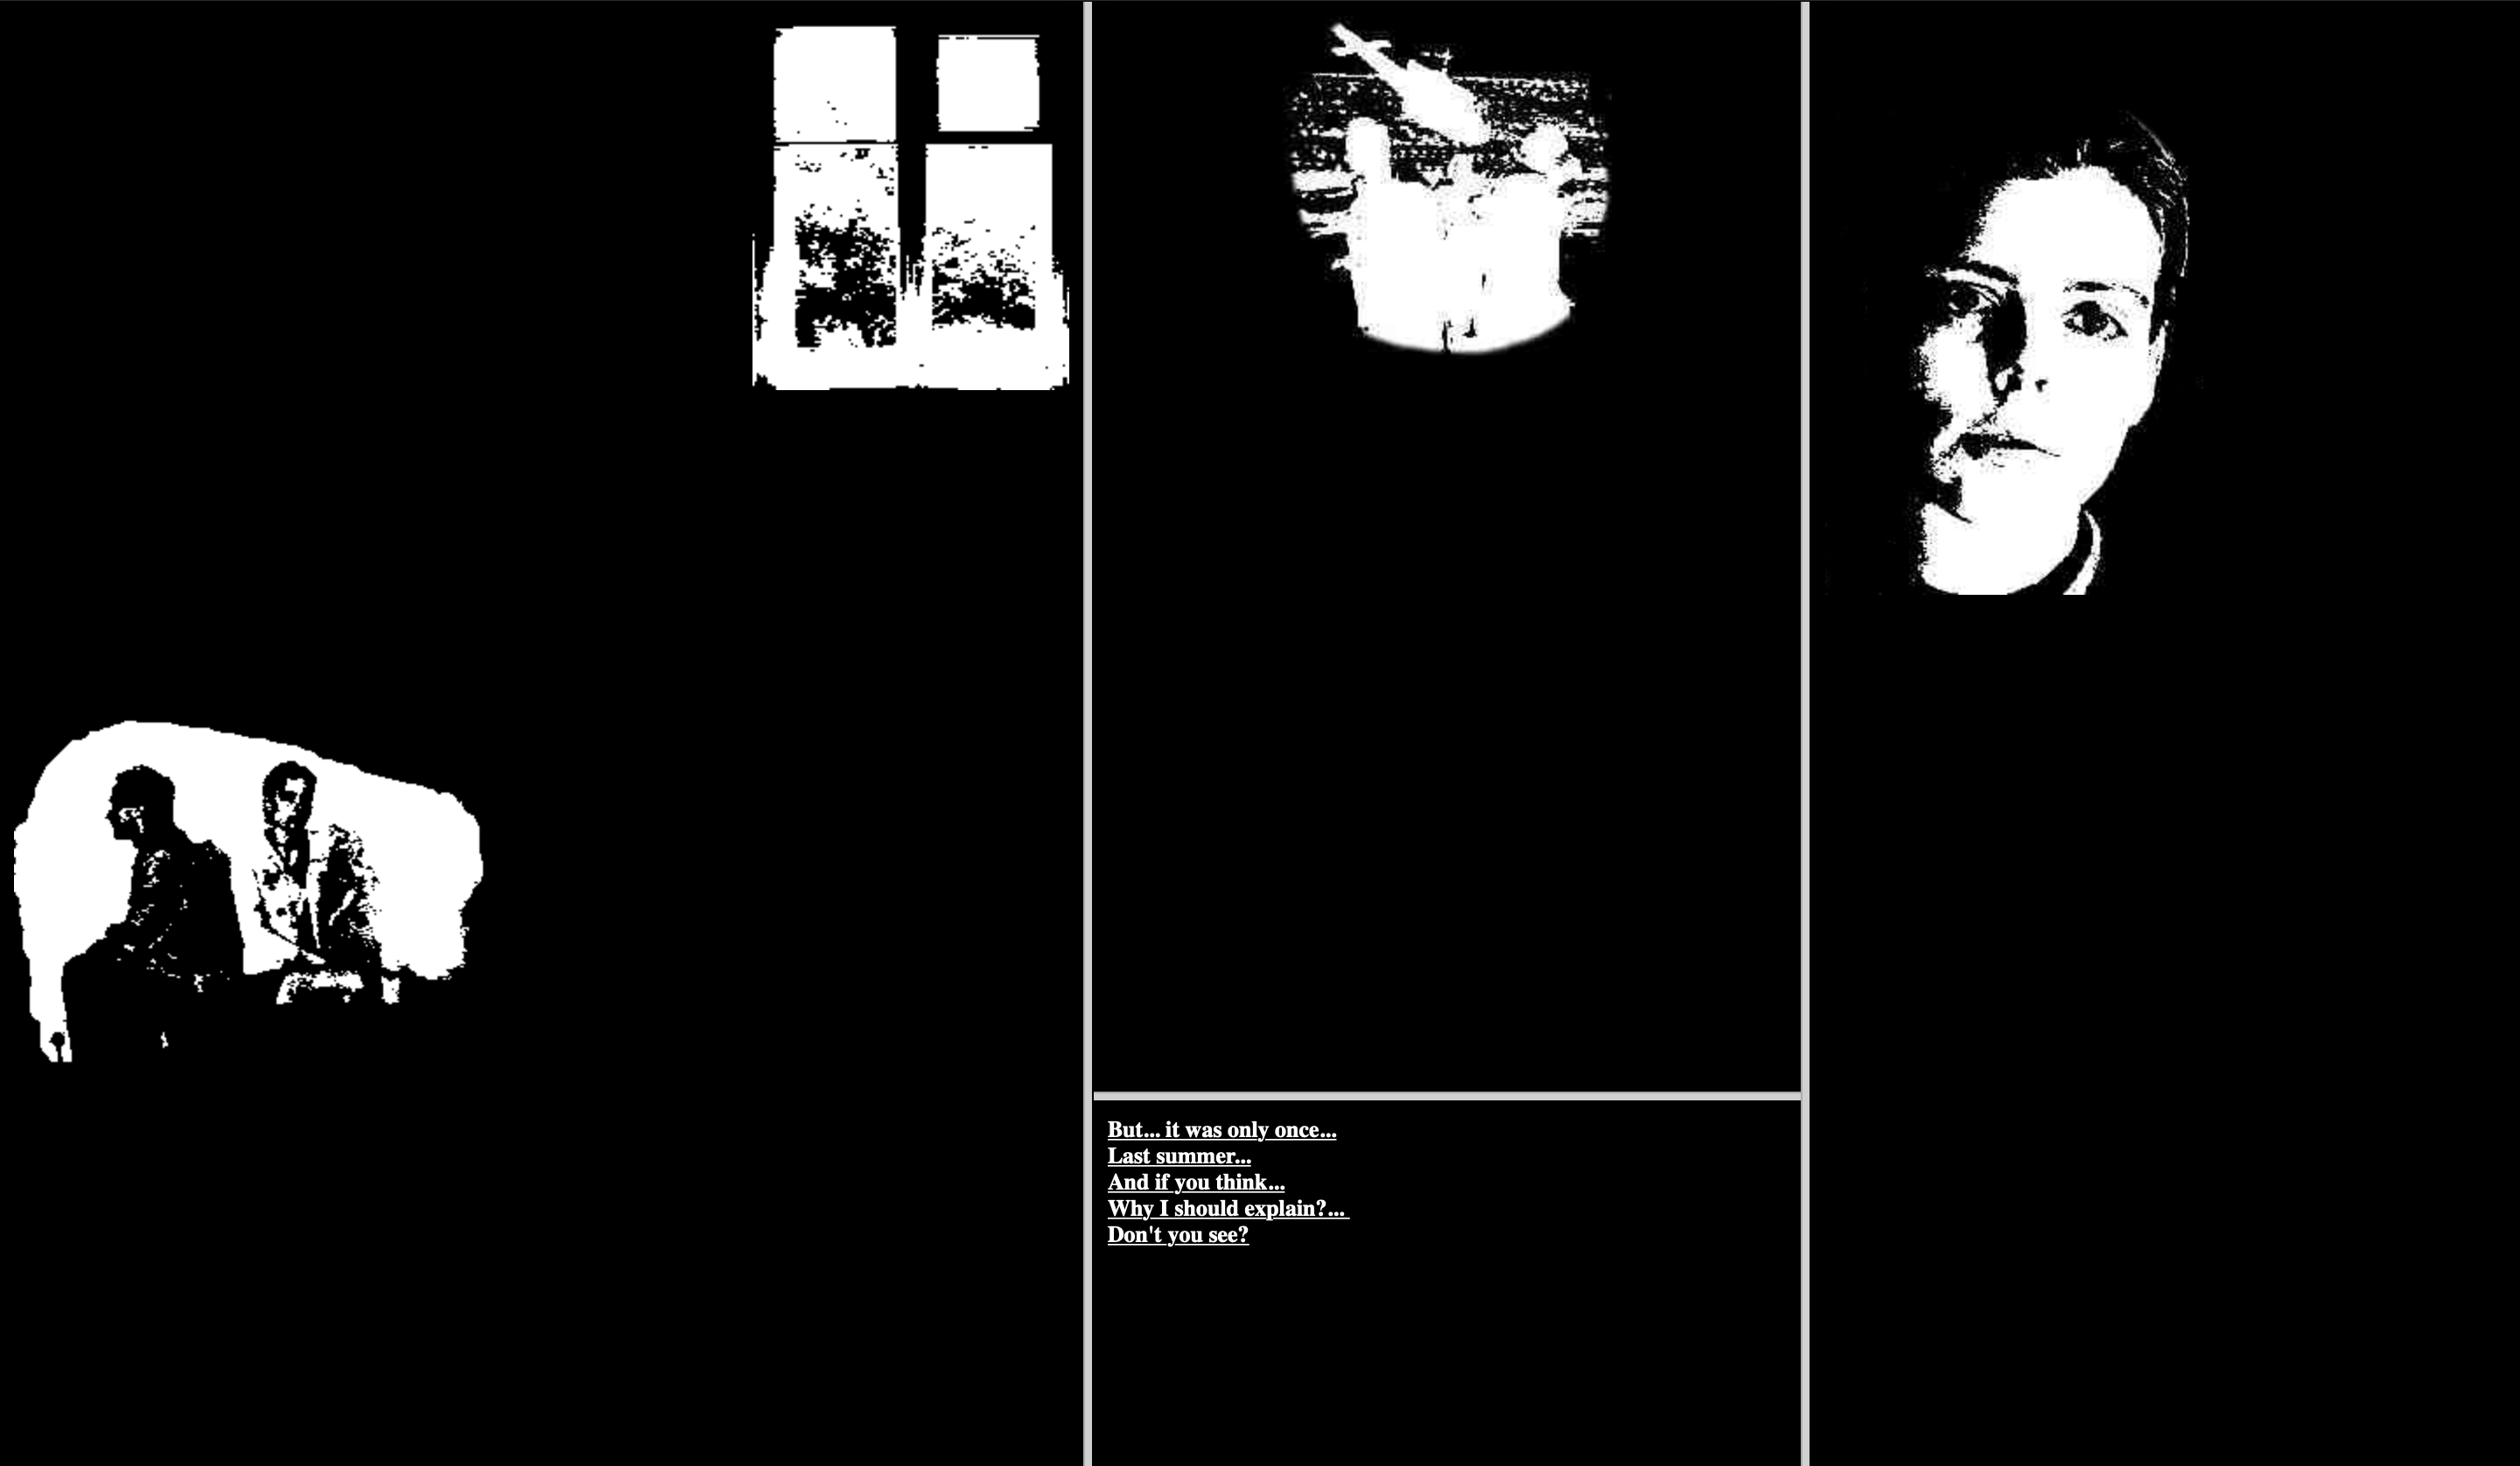 But... it was only once...
Last summer...
And if you think...
Why I should explain?...
Don't you see?